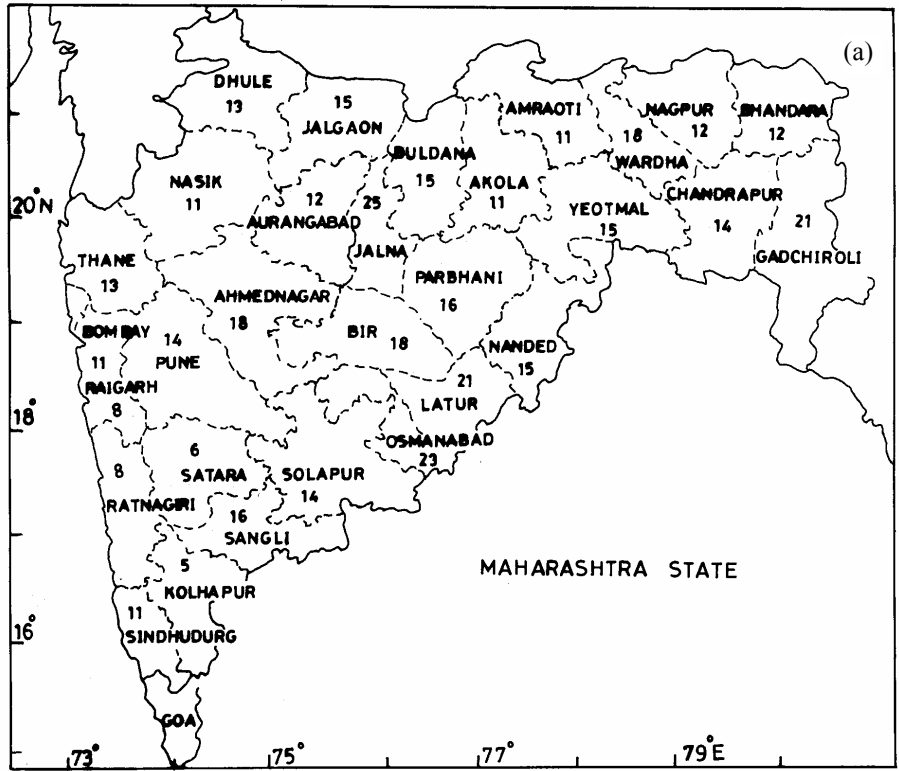 (a)
DHULE
13
15
JALGAON
AMRAOTI
11
18
WARDHA
NAGPUR
12
BHANDARA
12
BULDANA
15
AKOLA
11
NASIK
11
12
AURANGABAD
25
JALNA
YEOTMAL
15
CHANDRAPUR
14
21
GADCHIROLI
20°N
THANE
13
AHMEDNAGAR
18
PARBHANI
16
BOMBAY
11
14
PUNE
BIR
18
NANDED
15
RAIGARH
8
21
LATUR
18°
OSMANABAD
23
8
RATNAGIRI
6
SATARA
SOLAPUR
14
16
SANGLI
5
KOLHAPUR
MAHARASHTRA STATE
11
SINDHUDURG
16°
GOA
73°
75°
77°
79°E